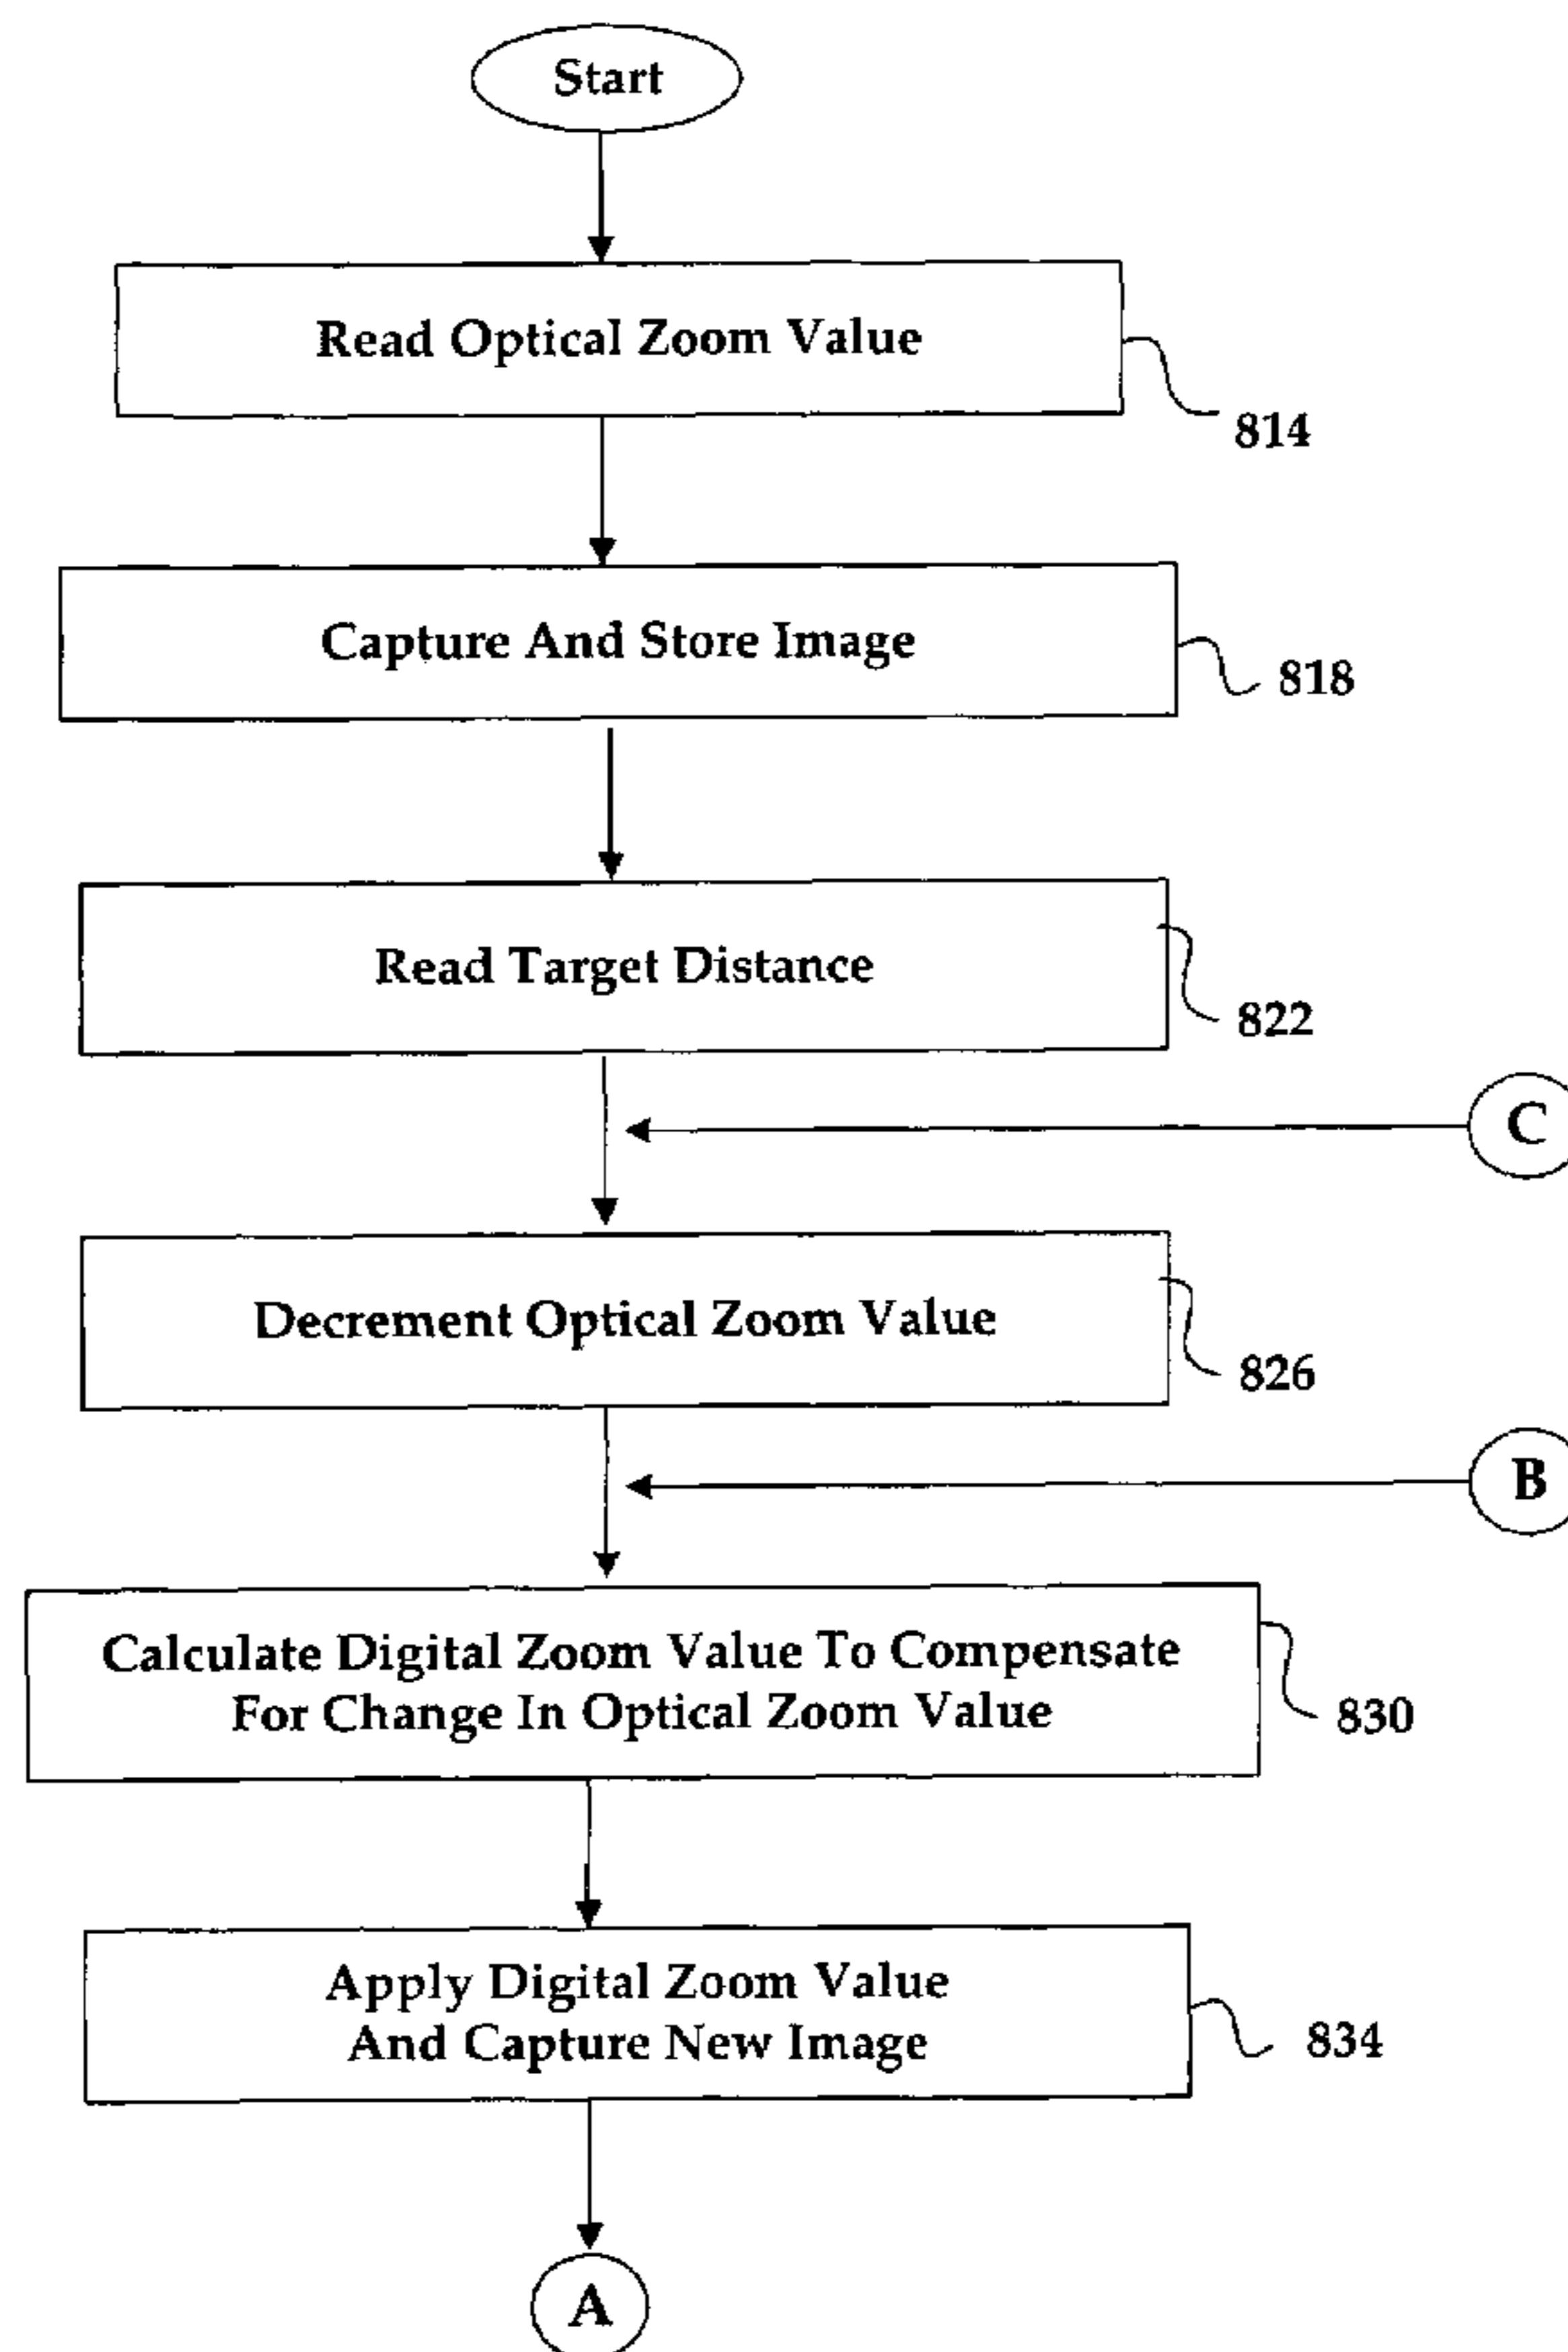 Start
Read Optical Zoom Value
814
Capture And Store Image
818
Read Target Distance
822
C
Decrement Optical Zoom Value
826
B
Calculate Digital Zoom Value To Compensate
For Change In Optical Zoom Value
830
Apply Digital Zoom Value
And Capture New Image
834
A